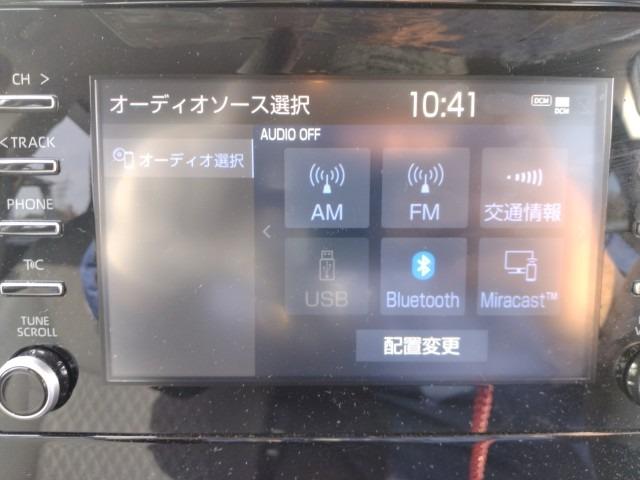 CH >
< TRACK
PHONE
TUNE
SCROLL
オーディオソース選択
10:41
DCM
DCM
AUDIO OFF
オーディオ選択
AM
FM
交通情報
USB
Bluetooth
Miracast™
配置変更